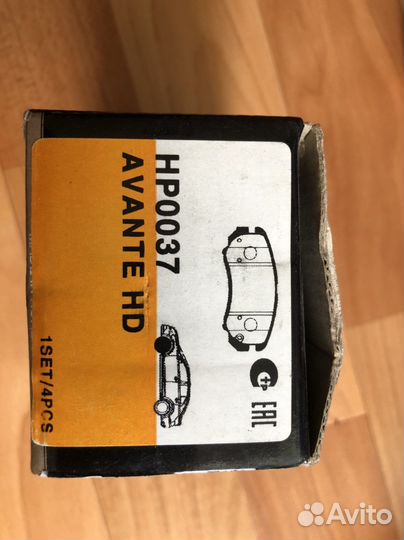 HP0037
AVANTE HD
1SET/4PCS
EAC
Avito